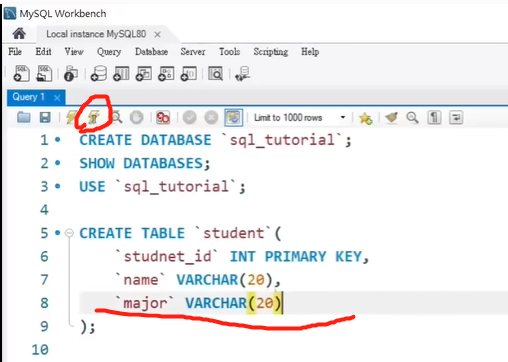 MySQL Workbench
Local instance MySQL80
File Edit View Query Database Server Tools Scripting Help
Query 1
Limit to 1000 rows
1 CREATE DATABASE `sql_tutorial`;
2 SHOW DATABASES;
3 USE `sql_tutorial`;
4
5 CREATE TABLE `student`(
6 `studnet_id` INT PRIMARY KEY,
7 `name` VARCHAR(20),
8 `major` VARCHAR(20)
9 );
10